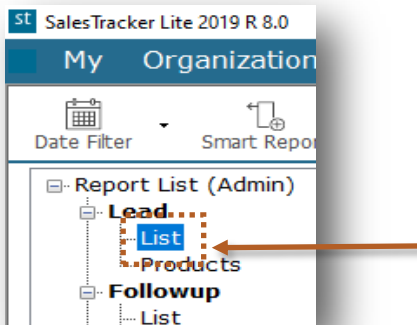 st SalesTracker Lite 2019 R 8.0
My Organization
Date Filter Smart Repor
Report List (Admin)
Lead
List
Products
Followup
List